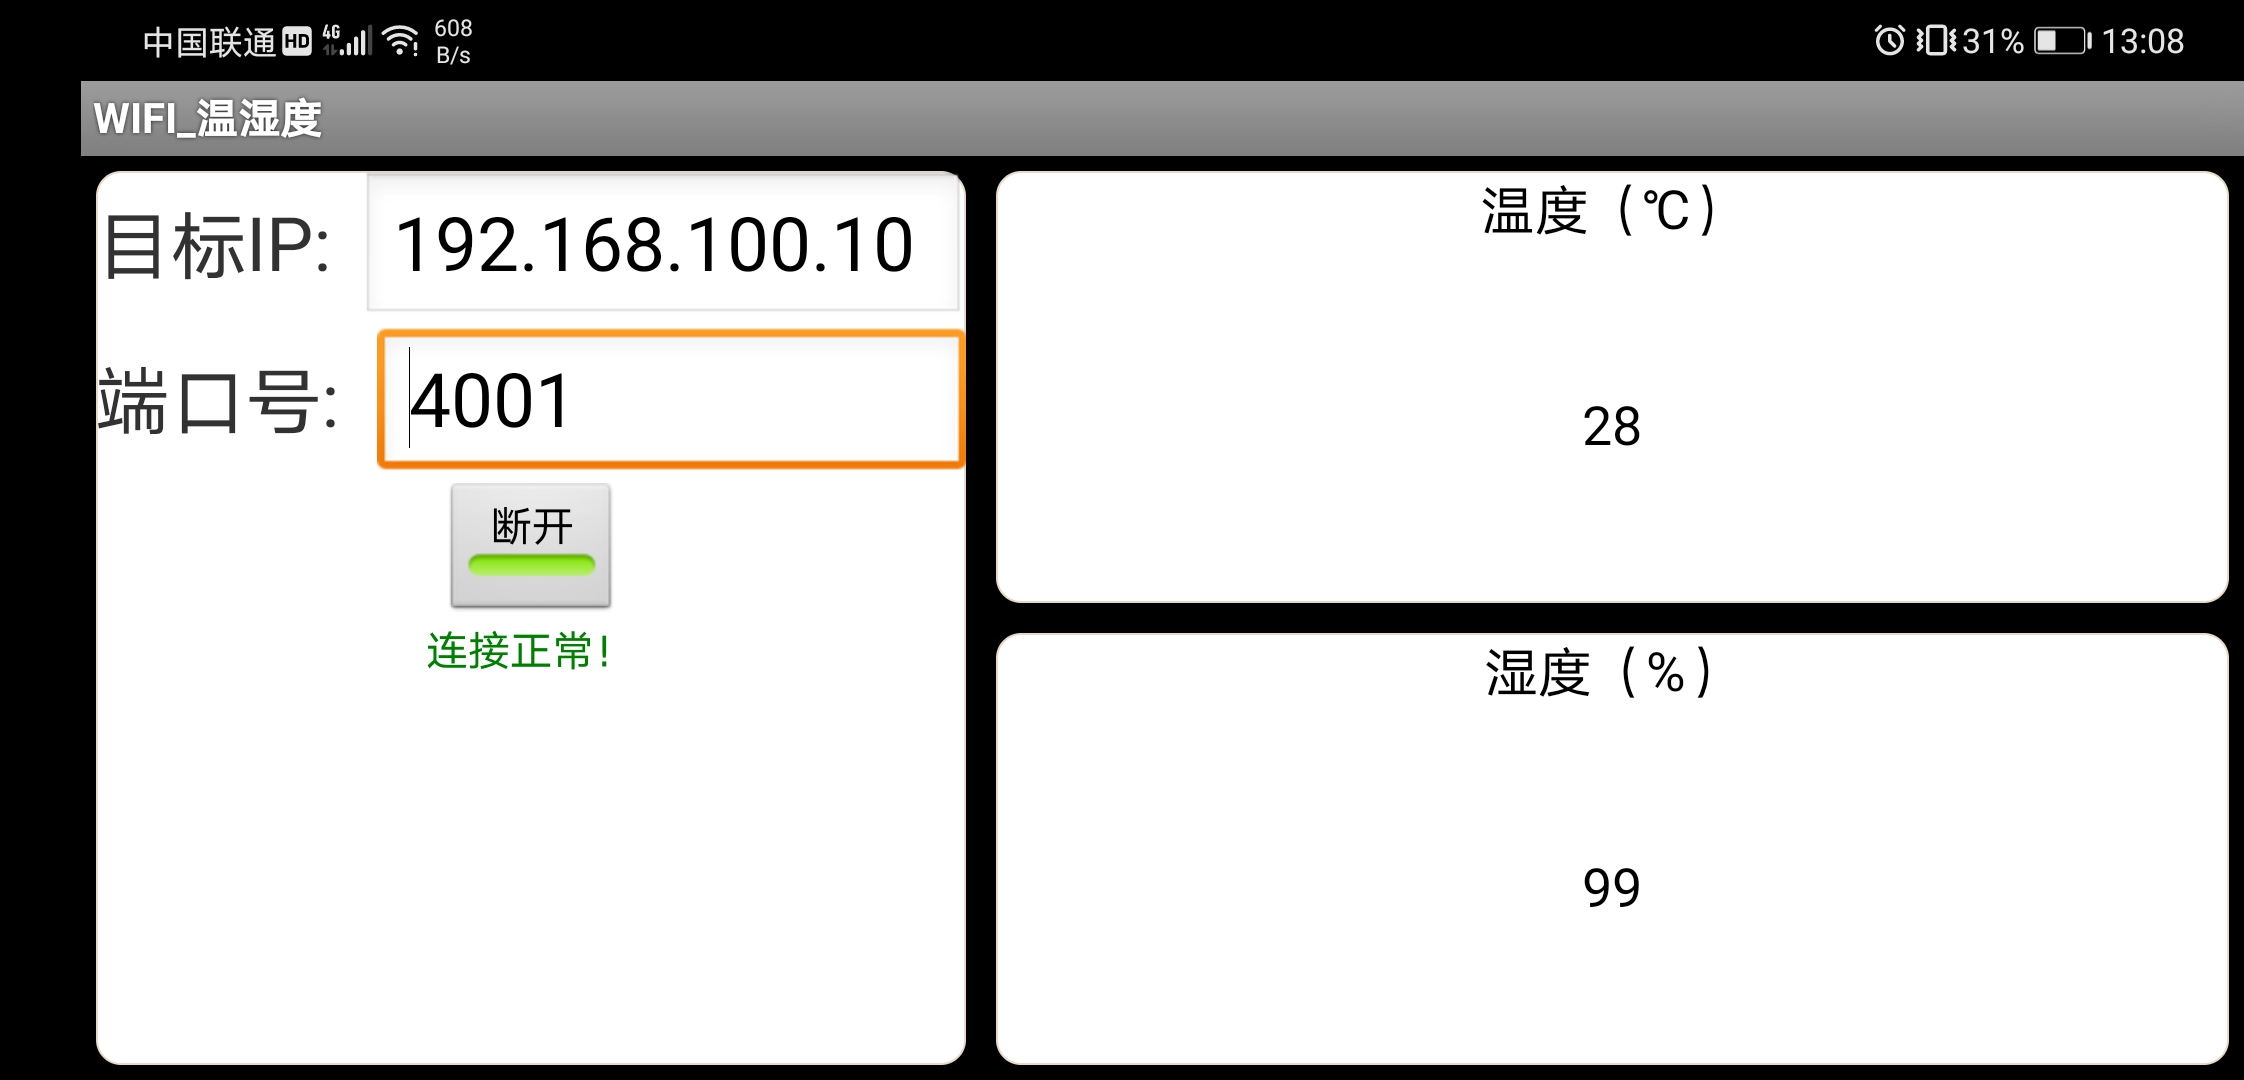 中国联通 HD 4G 608 B/s 31% 13:08
WIFI_温湿度
目标IP: 192.168.100.10
端口号: 4001
断开
连接正常!
温度（℃）
28
湿度（%）
99